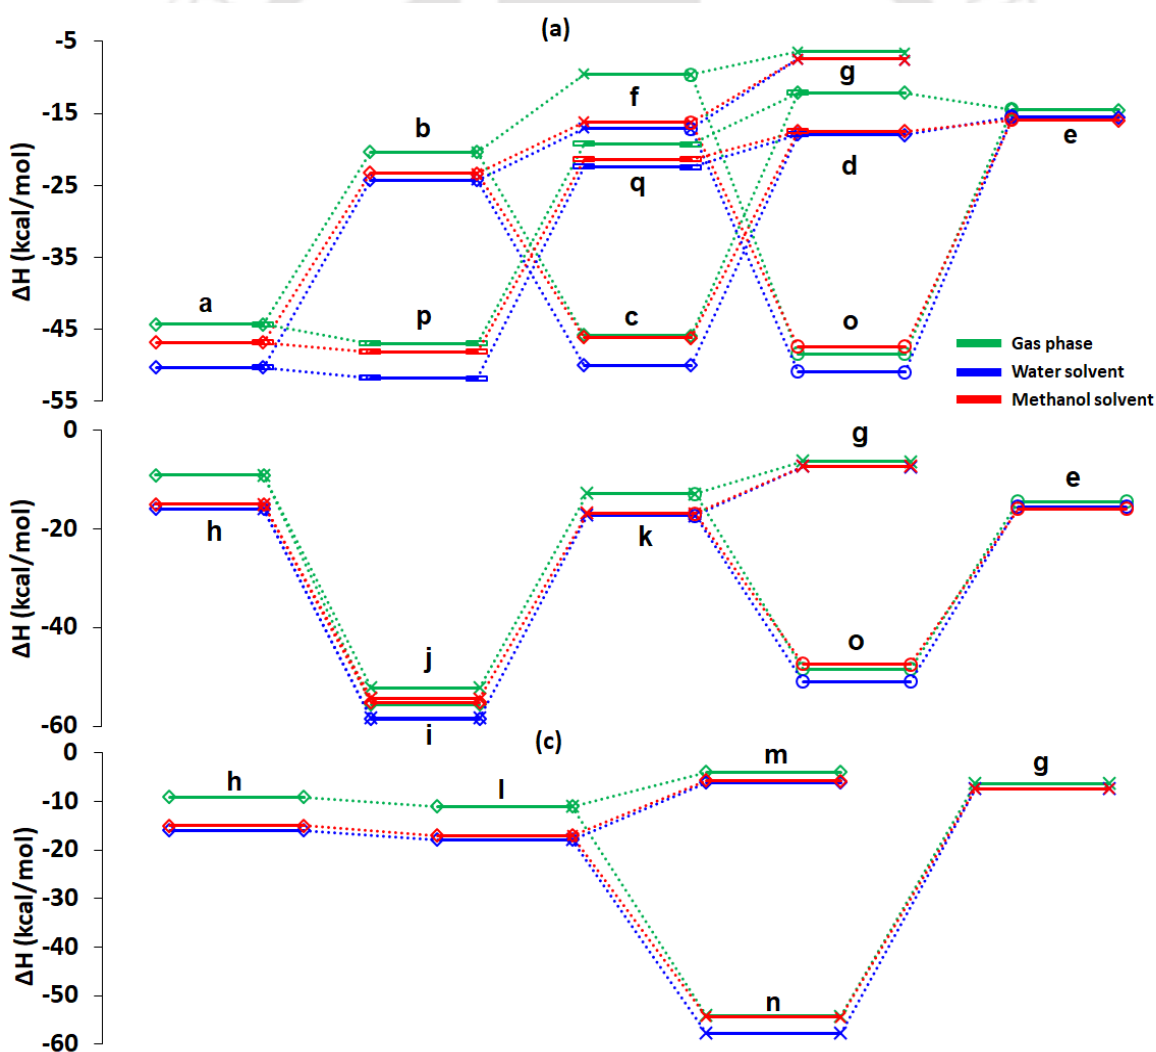 (a)
-5
-15
-25
-35
-45
-55
ΔH (kcal/mol)
a
b
p
f
q
c
g
d
o
e
Gas phase
Water solvent
Methanol solvent
0
-20
-40
-60
ΔH (kcal/mol)
h
j
i
k
g
o
e
(c)
0
-10
-20
-30
-40
-50
-60
ΔH (kcal/mol)
h
l
m
n
g